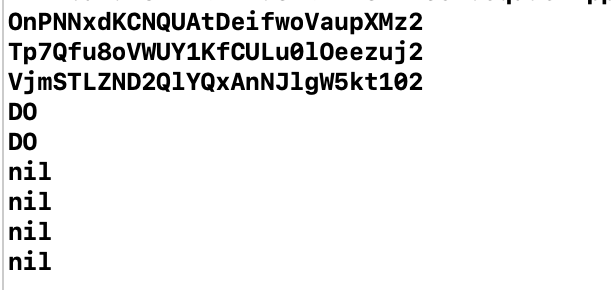 OnPNNxdKCNQUAtDeifwoVaupXMz2
Tp7Qfu8oVWUY1KfCULu0lOeezuj2
VjmSTLZND2QlYQxAnNJlgW5kt102
DO
DO
nil
nil
nil
nil